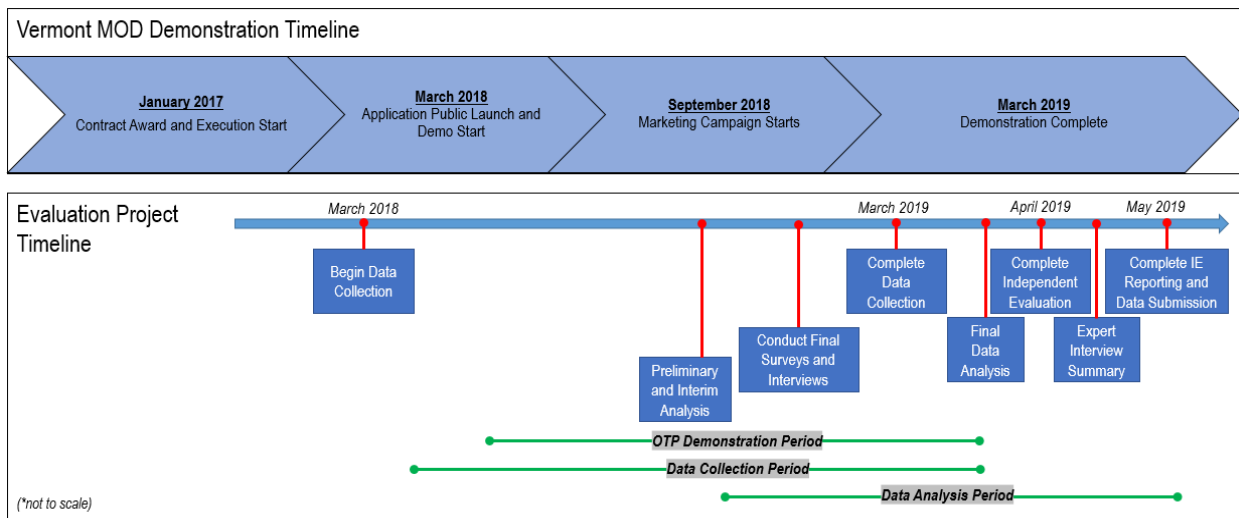 Vermont MOD Demonstration Timeline
January 2017
Contract Award and Execution Start
March 2018
Application Public Launch and
Demo Start
September 2018
Marketing Campaign Starts
March 2019
Demonstration Complete
Evaluation Project
Timeline
March 2018
March 2019
April 2019
May 2019
Begin Data
Collection
Preliminary
and Interim
Analysis
Conduct Final
Surveys and
Interviews
Complete
Data
Collection
Final
Data
Analysis
Complete
Independent
Evaluation
Expert
Interview
Summary
Complete IE
Reporting and
Data Submission
OTP Demonstration Period
Data Collection Period
Data Analysis Period
(*not to scale)